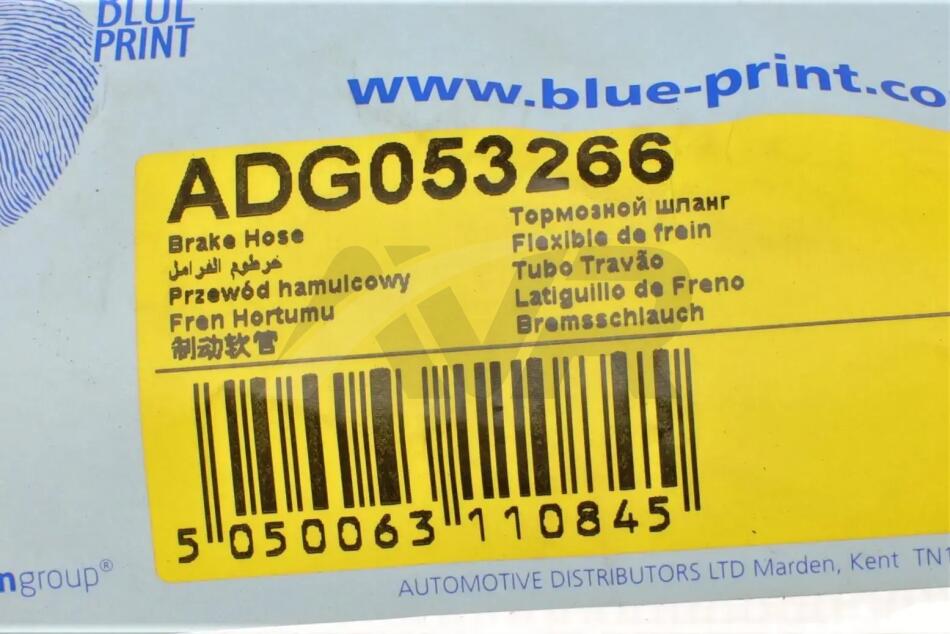 BLUE
PRINT
www.blue-print.co
ADG053266
Brake Hose
خرطوم الفرامل
Przewód hamulcowy
Fren Hortumu
制动软管
Тормозной шланг
Flexible de frein
Tubo Travão
Latiguillo de Freno
Bremsschlauch
5 050063 110845
ngroup®
AUTOMOTIVE DISTRIBUTORS LTD Marden, Kent TN1